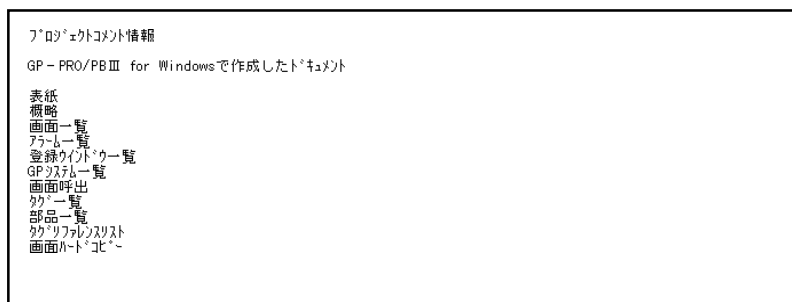 ﾌﾟﾛｼﾞｪｸﾄｺﾒﾝﾄ情報
GP－PRO/PBⅢ for Windowsで作成したﾄﾞｷｭﾒﾝﾄ
表紙
概略
画面一覧
ｱﾗｰﾑ一覧
登録ｳｲﾝﾄﾞｳ一覧
GPｼｽﾃﾑ一覧
画面呼出
ﾀｸﾞ一覧
部品一覧
ﾀｸﾞﾘﾌｧﾚﾝｽﾘｽﾄ
画面ﾊｰﾄﾞｺﾋﾟｰ